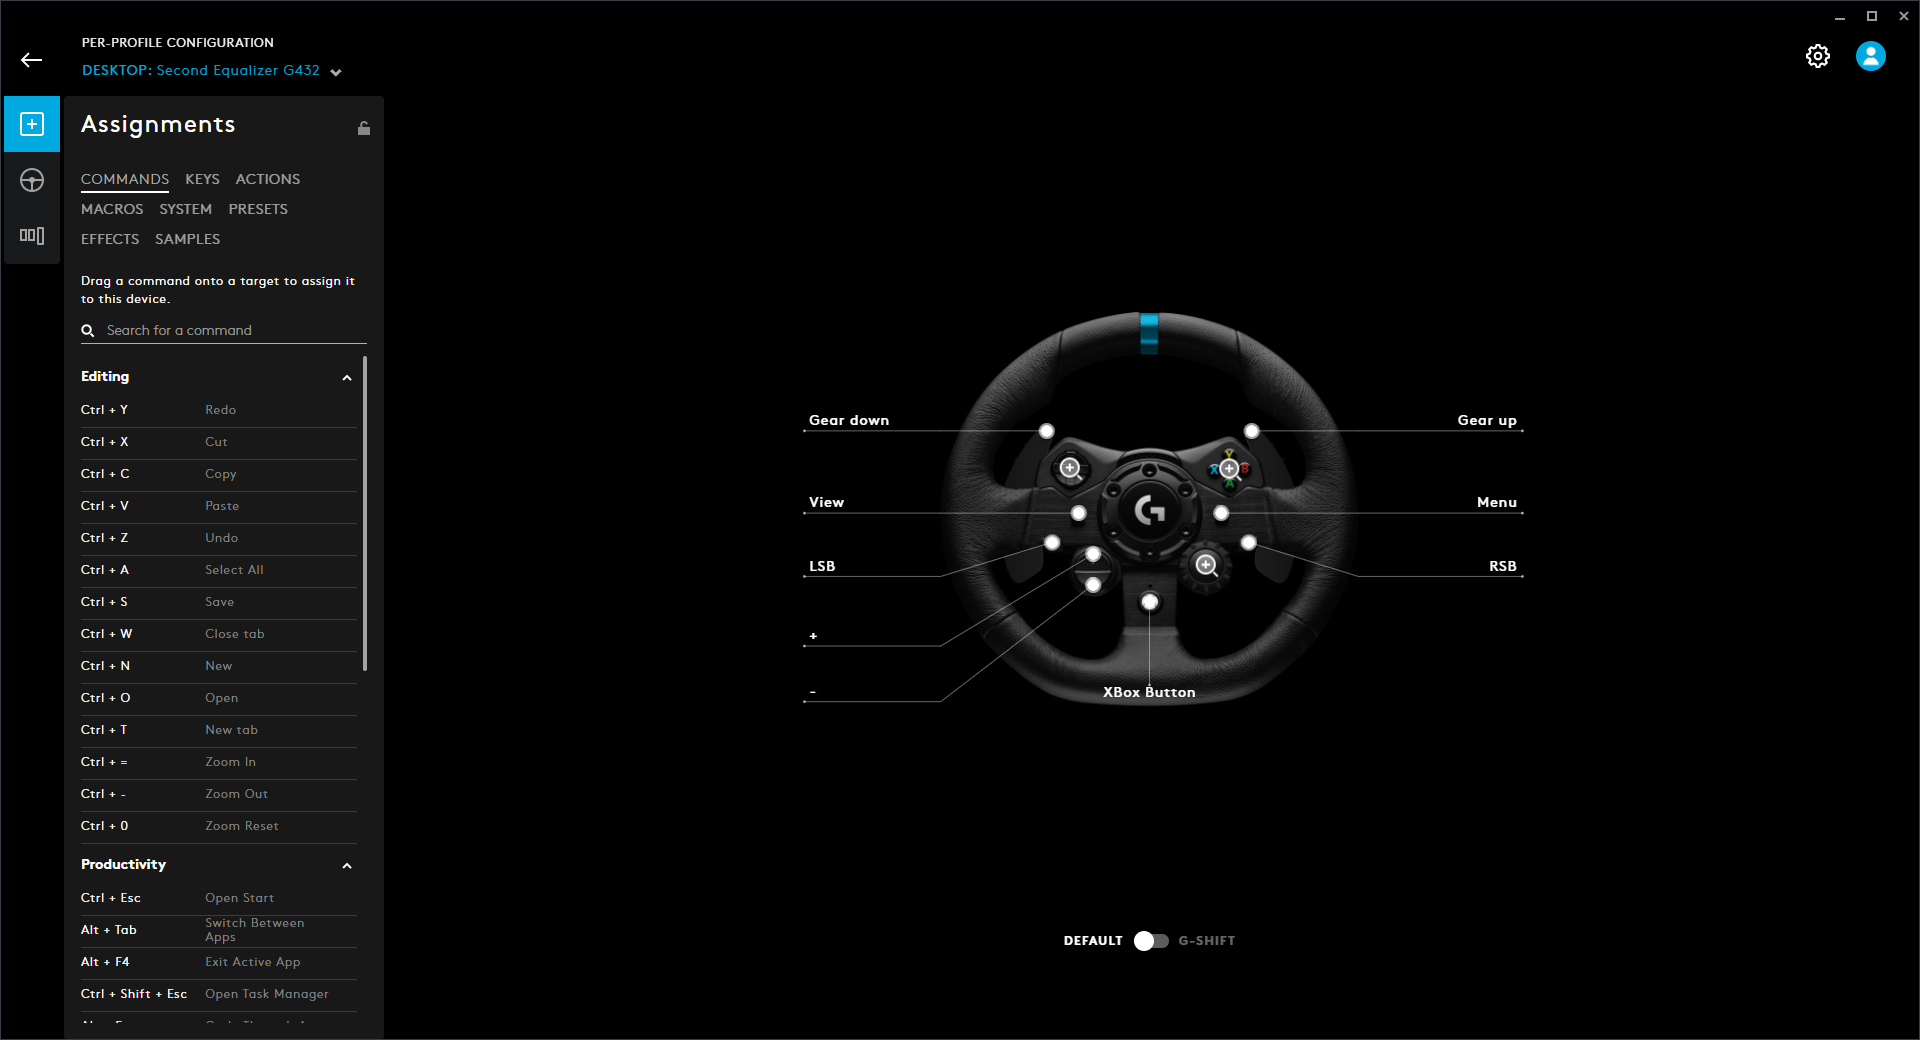 PER-PROFILE CONFIGURATION
DESKTOP: Second Equalizer G432
Assignments
COMMANDS KEYS ACTIONS
MACROS SYSTEM PRESETS
EFFECTS SAMPLES
Drag a command onto a target to assign it
to this device.
Search for a command
Editing
Ctrl + Y Redo
Ctrl + X Cut
Ctrl + C Copy
Ctrl + V Paste
Ctrl + Z Undo
Ctrl + A Select All
Ctrl + S Save
Ctrl + W Close tab
Ctrl + N New
Ctrl + O Open
Ctrl + T New tab
Ctrl + = Zoom In
Ctrl + - Zoom Out
Ctrl + 0 Zoom Reset
Productivity
Ctrl + Esc Open Start
Alt + Tab Switch Between
Apps
Alt + F4 Exit Active App
Ctrl + Shift + Esc Open Task Manager
Gear down
Gear up
Y
X B
A
View
Menu
G
LSB
RSB
+
-
XBox Button
DEFAULT G-SHIFT